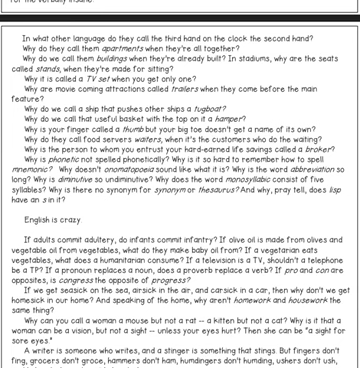 for the verbally insane.
In what other language do they call the third hand on the clock the second hand?
Why do they call them apartments when they're all together?
Why do we call them buildings when they're already built? In stadiums, why are the seats
called stands, when they're made for sitting?
Why it is called a TV set when you get only one?
Why are movie coming attractions called trailers when they come before the main
feature?
Why do we call a ship that pushes other ships a tugboat?
Why do we call that useful basket with the top on it a hamper?
Why is your finger called a thumb but your big toe doesn't get a name of its own?
Why do they call food servers waiters, when it's the customers who do the waiting?
Why is the person to whom you entrust your hard-earned life savings called a broker?
Why is phonetic not spelled phonetically? Why is it so hard to remember how to spell
mnemonic? Why doesn't onomatopoeia sound like what it is? Why is the word abbreviation so
long? Why is diminutive so undiminutive? Why does the word monosyllabic consist of five
syllables? Why is there no synonym for synonym or thesaurus? And why, pray tell, does lisp
have an s in it?
English is crazy.
If adults commit adultery, do infants commit infantry? If olive oil is made from olives and
vegetable oil from vegetables, what do they make baby oil from? If a vegetarian eats
vegetables, what does a humanitarian consume? If a television is a TV, shouldn't a telephone
be a TP? If a pronoun replaces a noun, does a proverb replace a verb? If pro and con are
opposites, is congress the opposite of progress?
If we get seasick on the sea, airsick in the air, and carsick in a car, then why don't we get
homesick in our home? And speaking of the home, why aren't homework and housework the
same thing?
Why can you call a woman a mouse but not a rat -- a kitten but not a cat? Why is it that a
woman can be a vision, but not a sight -- unless your eyes hurt? Then she can be "a sight for
sore eyes."
A writer is someone who writes, and a stinger is something that stings. But fingers don't
fing, grocers don't groce, hammers don't ham, humdingers don't humding, ushers don't ush,